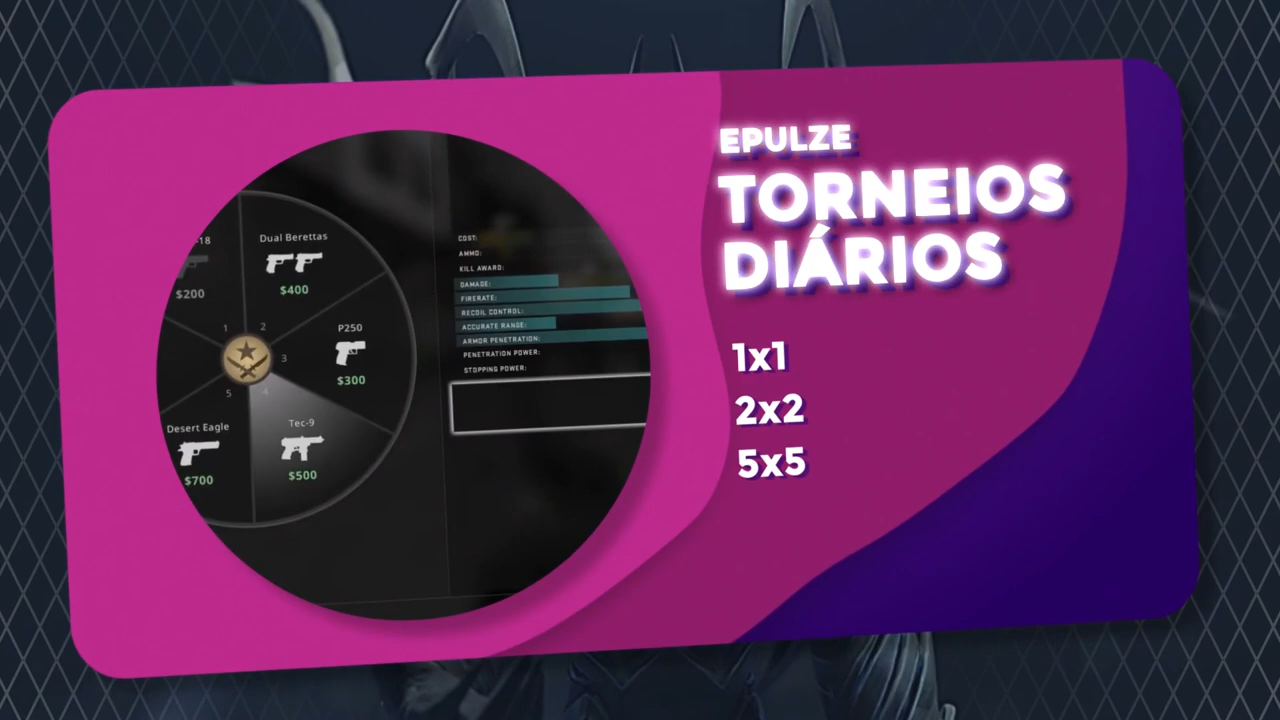 EPULZE
TORNEIOS
DIÁRIOS
1x1
2x2
5x5
-18
$200
Dual Berettas
$400
P250
$300
Tec-9
$500
Desert Eagle
$700
1
2
3
4
5
COST:
AMMO:
KILL AWARD:
DAMAGE:
FIRERATE:
RECOIL CONTROL:
ACCURATE RANGE:
ARMOR PENETRATION:
PENETRATION POWER:
STOPPING POWER: